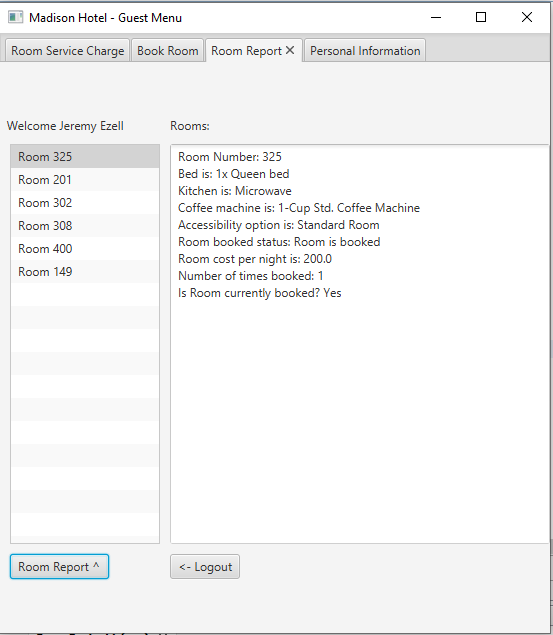 Madison Hotel - Guest Menu
Room Service Charge
Book Room
Room Report
Personal Information
Welcome Jeremy Ezell
Rooms:
Room 325
Room 201
Room 302
Room 308
Room 400
Room 149
Room Number: 325
Bed is: 1x Queen bed
Kitchen is: Microwave
Coffee machine is: 1-Cup Std. Coffee Machine
Accessibility option is: Standard Room
Room booked status: Room is booked
Room cost per night is: 200.0
Number of times booked: 1
Is Room currently booked? Yes
Room Report ^
<- Logout